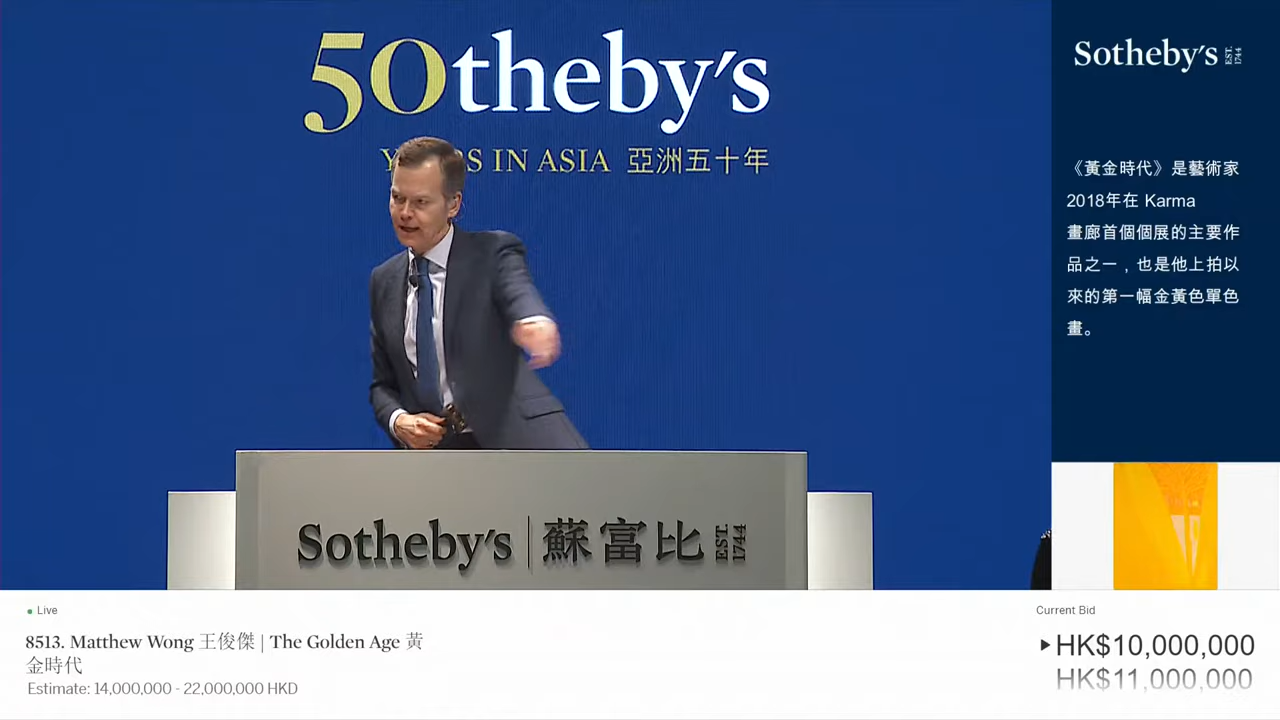 50theby's
YEARS IN ASIA 亞洲五十年
Sotheby's EST. 1744
《黃金時代》是藝術家
2018年在 Karma
畫廊首個個展的主要作
品之一，也是他上拍以
來的第一幅金黃色單色
畫。
Sotheby's | 蘇富比 EST. 1744
Live
Current Bid
8513. Matthew Wong 王俊傑 | The Golden Age 黃
金時代
Estimate: 14,000,000 - 22,000,000 HKD
HK$10,000,000
HK$11,000,000